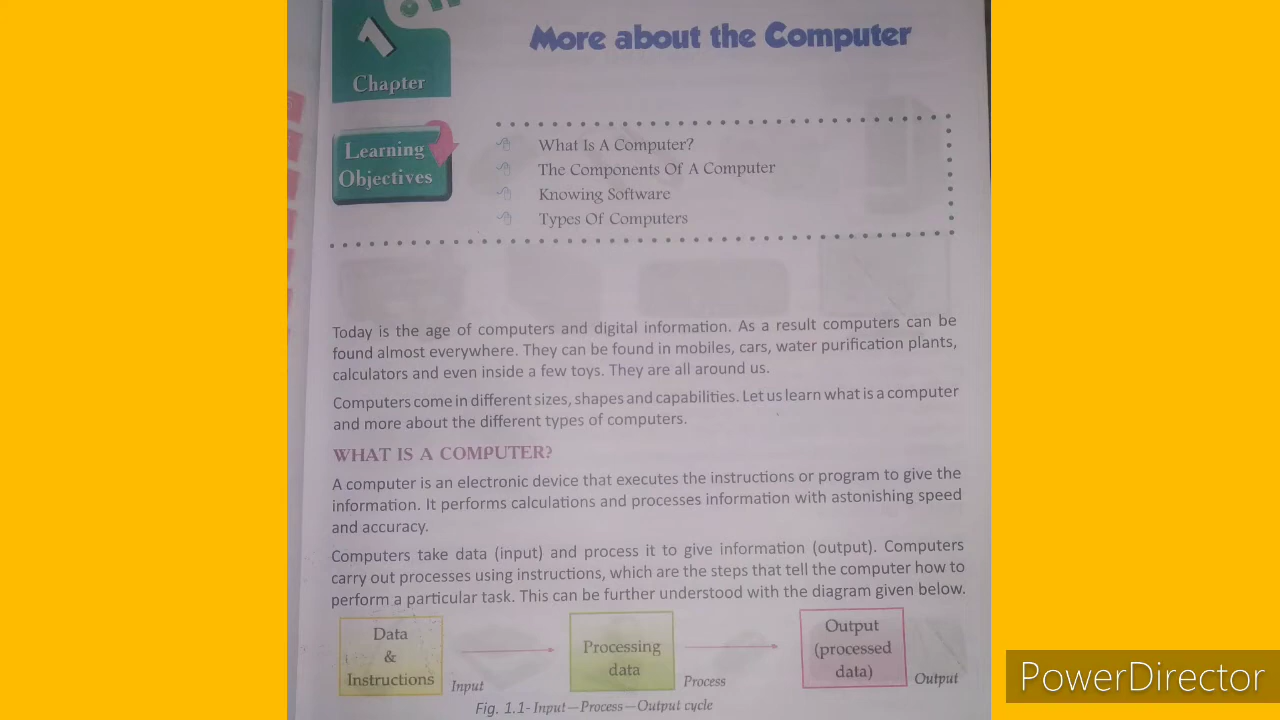 1
Chapter
More about the Computer
Learning
Objectives
What Is A Computer?
The Components Of A Computer
Knowing Software
Types Of Computers
Today is the age of computers and digital information. As a result computers can be
found almost everywhere. They can be found in mobiles, cars, water purification plants,
calculators and even inside a few toys. They are all around us.
Computers come in different sizes, shapes and capabilities. Let us learn what is a computer
and more about the different types of computers.
WHAT IS A COMPUTER?
A computer is an electronic device that executes the instructions or program to give the
information. It performs calculations and processes information with astonishing speed
and accuracy.
Computers take data (input) and process it to give information (output). Computers
carry out processes using instructions, which are the steps that tell the computer how to
perform a particular task. This can be further understood with the diagram given below.
Data
&
Instructions
Input
Processing
data
Process
Output
(processed
data)
Output
Fig. 1.1- Input—Process—Output cycle
PowerDirector